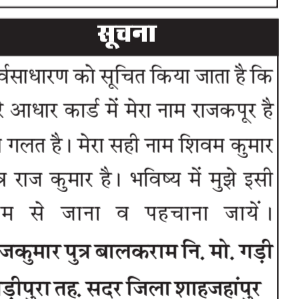 सूचना
र्वसाधारण को सूचित किया जाता है कि
रे आधार कार्ड में मेरा नाम राजकपूर है
गलत है। मेरा सही नाम शिवम कुमार
त्र राज कुमार है। भविष्य में मुझे इसी
म से जाना व पहचाना जायें।
जकुमार पुत्र बालकराम नि. मो. गड़ी
ड़ीपुरा तह. सदर जिला शाहजहांपुर